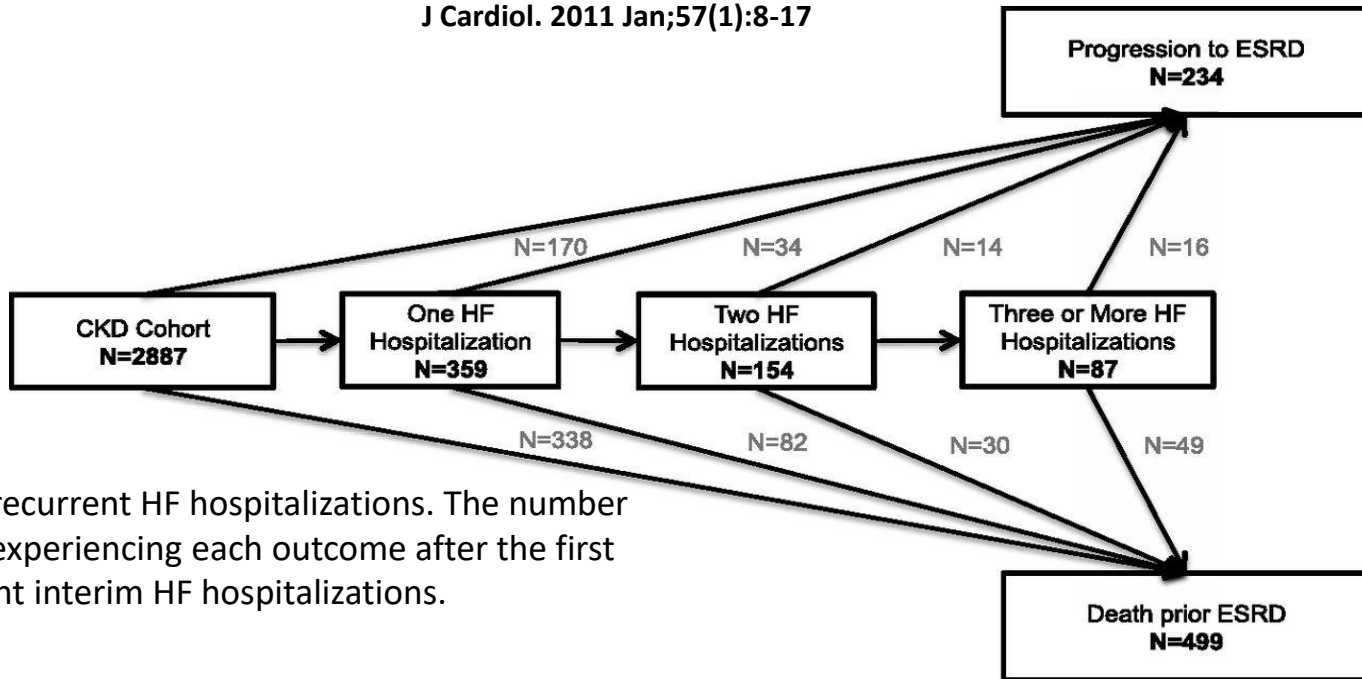 J Cardiol. 2011 Jan;57(1):8-17
Progression to ESRD
N=234
N=170
N=34
N=14
N=16
CKD Cohort
N=2887
One HF
Hospitalization
N=359
Two HF
Hospitalizations
N=154
Three or More HF
Hospitalizations
N=87
N=338
N=82
N=30
N=49
recurrent HF hospitalizations. The number
experiencing each outcome after the first
nt interim HF hospitalizations.
Death prior ESRD
N=499